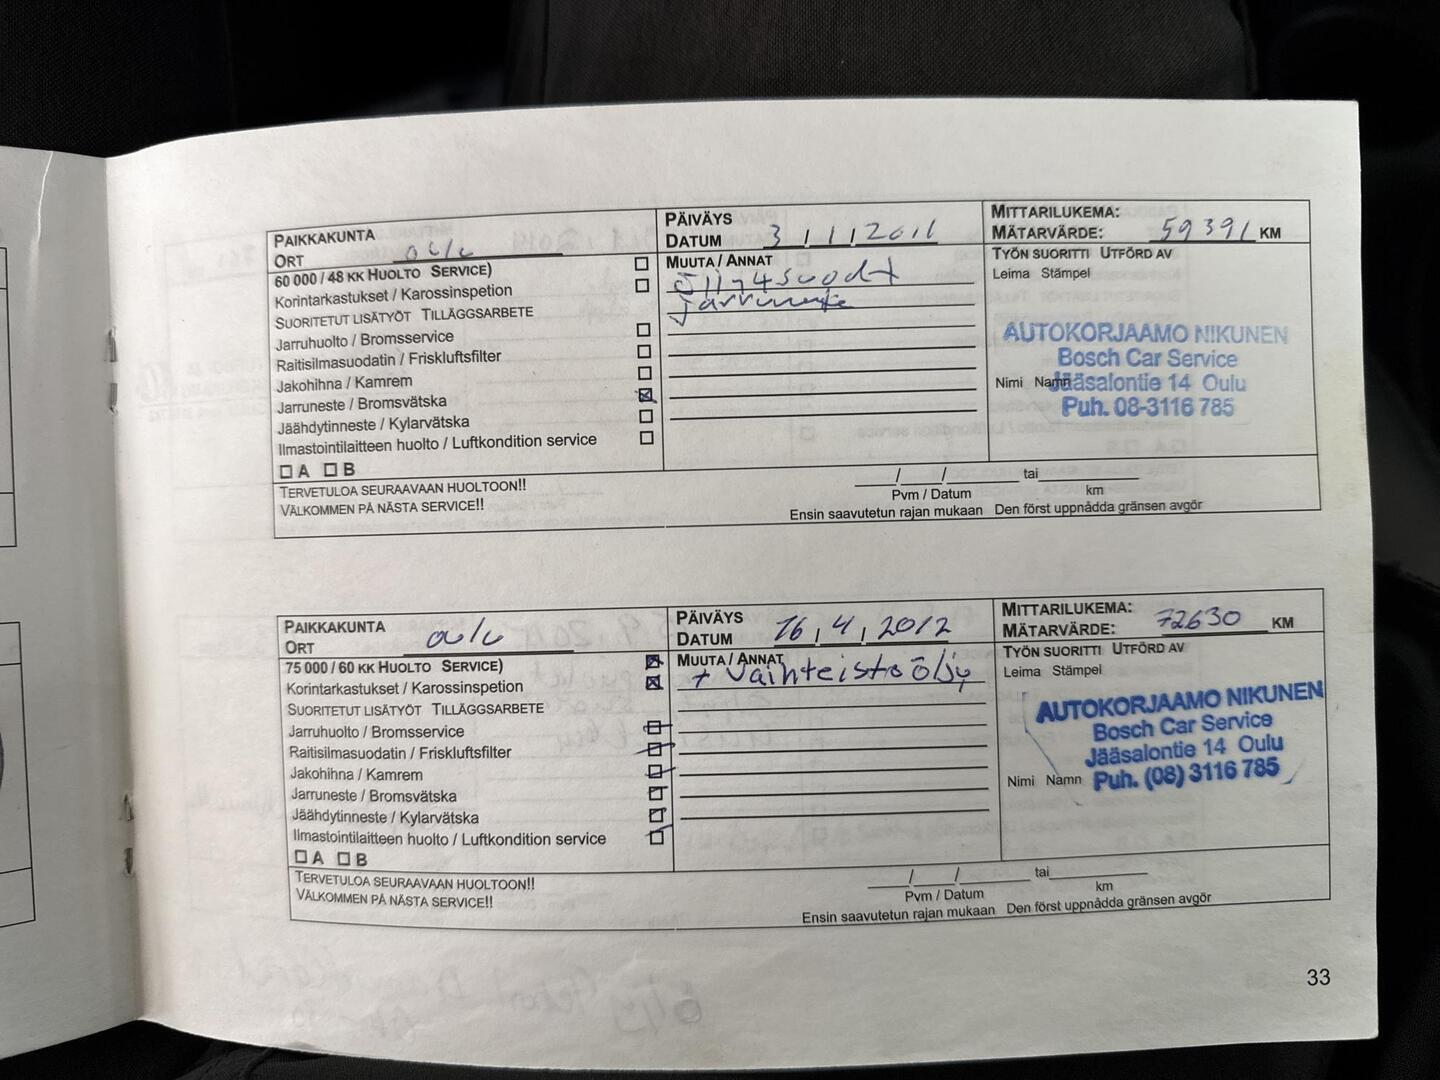 PAIKKAKUNTA
ORT oulu
PÄIVÄYS
DATUM 3 / 1 / 2011
MITTARILUKEMA:
MÄTARVÄRDE: 59391 KM
60 000 / 48 KK HUOLTO SERVICE)
Korintarkastukset / Karossinspetion
SUORITETUT LISÄTYÖT TILLÄGGSARBETE
Jarruhuolto / Bromsservice
Raitisilmasuodatin / Friskluftsfilter
Jakohihna / Kamrem
Jarruneste / Bromsvätska
Jäähdytinneste / Kylarvätska
Ilmastointilaitteen huolto / Luftkondition service
A B
MUUTA / ANNAT
Öljy+suodat
jarruneste
TYÖN SUORITTI UTFÖRD AV
Leima Stämpel
AUTOKORJAAMO NIKUNEN
Bosch Car Service
Nimi Namn Jääsalontie 14 Oulu
Puh. 08-3116 785
TERVETULOA SEURAAVAAN HUOLTOON!!
VÄLKOMMEN PÅ NÄSTA SERVICE!!
/ / tai
Pvm / Datum km
Ensin saavutetun rajan mukaan Den först uppnådda gränsen avgör
PAIKKAKUNTA
ORT oulu
PÄIVÄYS
DATUM 16 / 4 / 2012
MITTARILUKEMA:
MÄTARVÄRDE: 72630 KM
75 000 / 60 KK HUOLTO SERVICE)
Korintarkastukset / Karossinspetion
SUORITETUT LISÄTYÖT TILLÄGGSARBETE
Jarruhuolto / Bromsservice
Raitisilmasuodatin / Friskluftsfilter
Jakohihna / Kamrem
Jarruneste / Bromsvätska
Jäähdytinneste / Kylarvätska
Ilmastointilaitteen huolto / Luftkondition service
A B
MUUTA / ANNAT
+ Vaihteistoöljy
TYÖN SUORITTI UTFÖRD AV
Leima Stämpel
AUTOKORJAAMO NIKUNEN
Bosch Car Service
Jääsalontie 14 Oulu
Nimi Namn Puh. (08) 3116 785
TERVETULOA SEURAAVAAN HUOLTOON!!
VÄLKOMMEN PÅ NÄSTA SERVICE!!
/ / tai
Pvm / Datum km
Ensin saavutetun rajan mukaan Den först uppnådda gränsen avgör
33